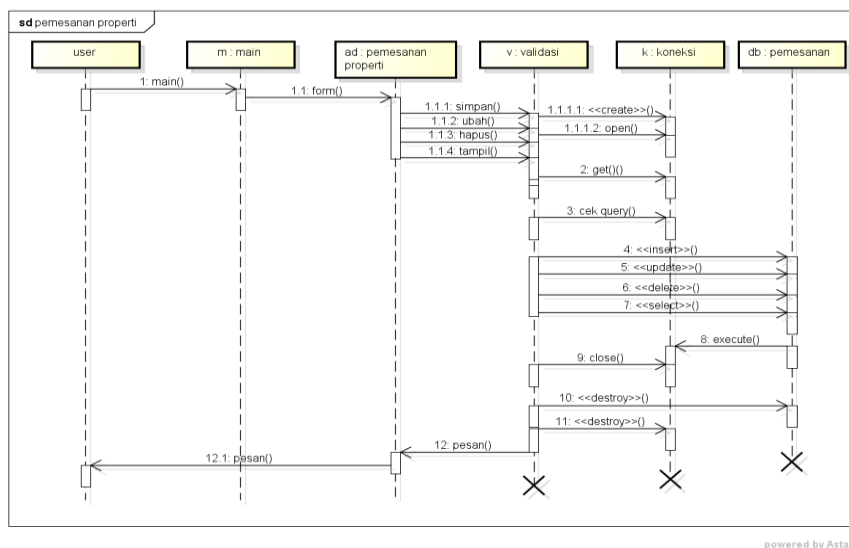 sd pemesanan properti
user
m : main
ad : pemesanan
properti
v : validasi
k : koneksi
db : pemesanan
1: main()
1.1: form()
1.1.1: simpan()
1.1.2: ubah()
1.1.3: hapus()
1.1.4: tampil()
1.1.1.1: <<create>>()
1.1.1.2: open()
2: get()()
3: cek query()
4: <<insert>>()
5: <<update>>()
6: <<delete>>()
7: <<select>>()
8: execute()
9: close()
10: <<destroy>>()
11: <<destroy>>()
12: pesan()
12.1: pesan()
powered by Asta